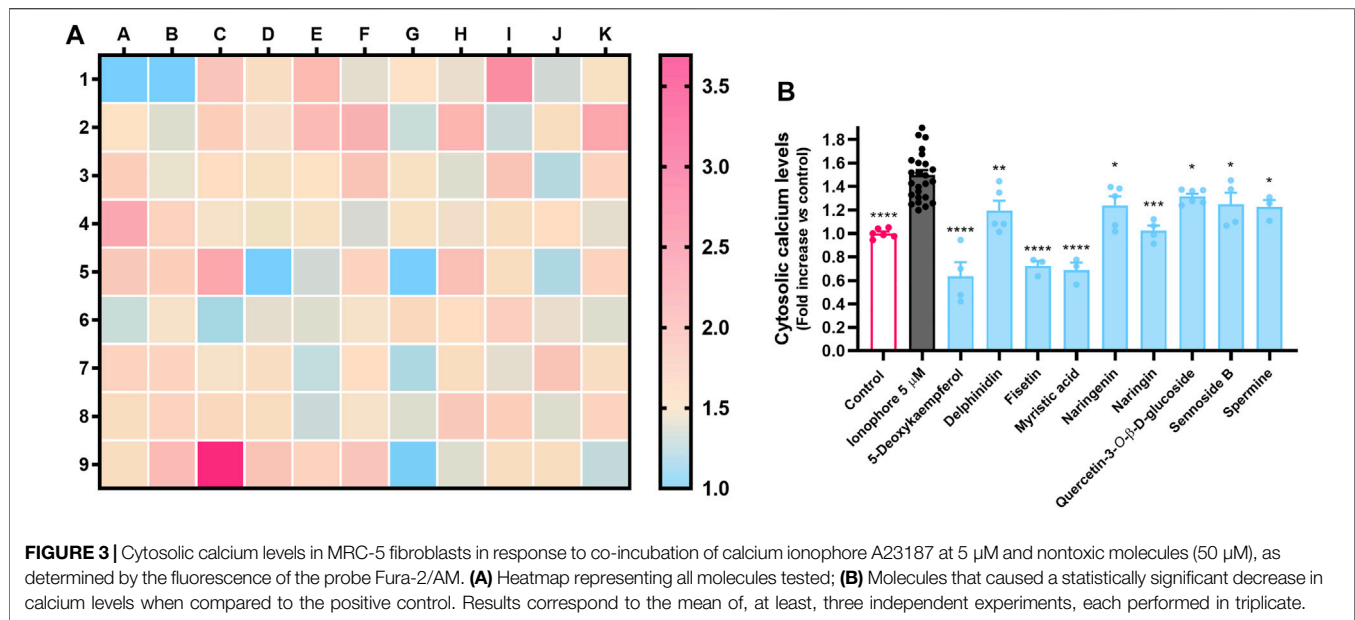 A
A B C D E F G H I J K
1
2
3
4
5
6
7
8
9
3.5
3.0
2.5
2.0
1.5
1.0
B
Cytosolic calcium levels
(Fold increase vs control)
1.8
1.6
1.4
1.2
1.0
0.8
0.6
0.4
0.2
0.0
**** **** ** **** **** * *** * * *
Control
Ionophore 5 μM
5-Deoxykaempferol
Delphinidin
Fisetin
Myristic acid
Naringenin
Naringin
Quercetin-3-O-β-D-glucoside
Sennoside B
Spermine
FIGURE 3 | Cytosolic calcium levels in MRC-5 fibroblasts in response to co-incubation of calcium ionophore A23187 at 5 μM and nontoxic molecules (50 μM), as
determined by the fluorescence of the probe Fura-2/AM. (A) Heatmap representing all molecules tested; (B) Molecules that caused a statistically significant decrease in
calcium levels when compared to the positive control. Results correspond to the mean of, at least, three independent experiments, each performed in triplicate.